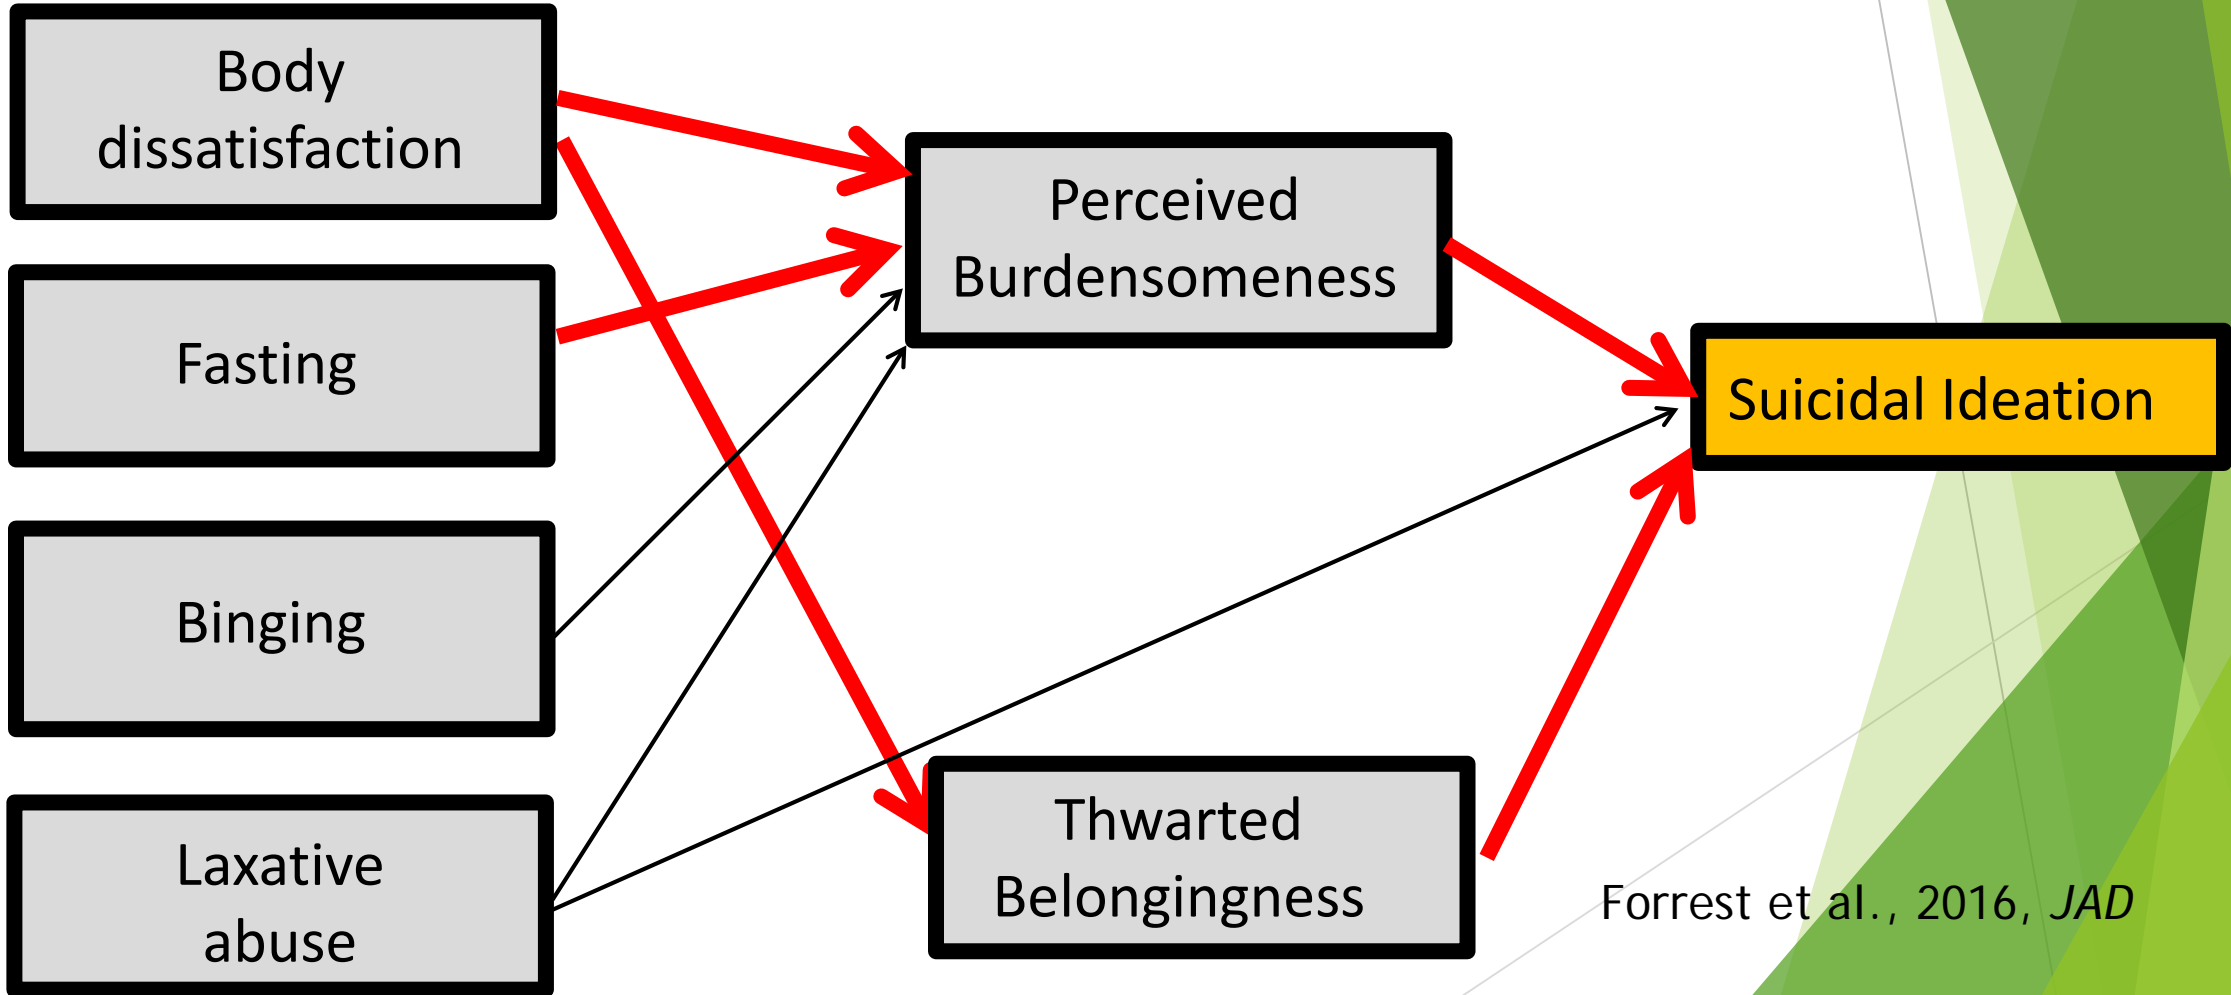 Body
dissatisfaction
Fasting
Binging
Laxative
abuse
Perceived
Burdensomeness
Thwarted
Belongingness
Suicidal Ideation
Forrest et al., 2016, JAD